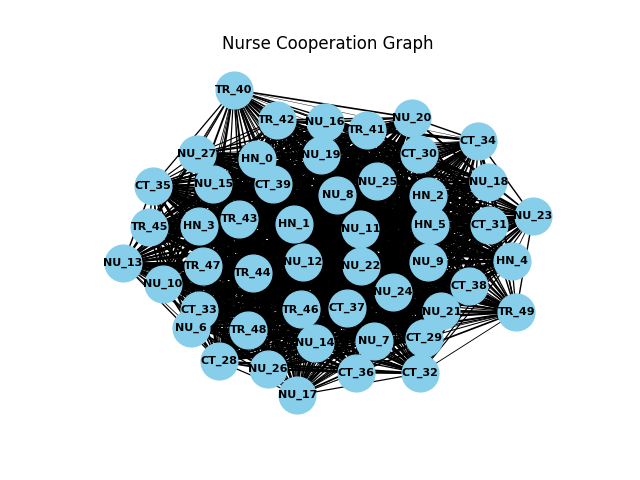 Nurse Cooperation Graph
TR_40
TR_42
NU_16
NU_20
TR_41
CT_34
NU_27
HN_0
NU_19
CT_30
CT_35
NU_15
CT_39
NU_25
NU_18
NU_8
HN_2
NU_23
TR_45
HN_3
TR_43
HN_1
NU_11
HN_5
CT_31
NU_13
TR_47
NU_12
NU_22
NU_9
HN_4
NU_10
TR_44
NU_24
CT_38
CT_33
TR_46
CT_37
NU_21
TR_49
NU_6
TR_48
NU_14
NU_7
CT_29
CT_28
NU_26
CT_36
CT_32
NU_17